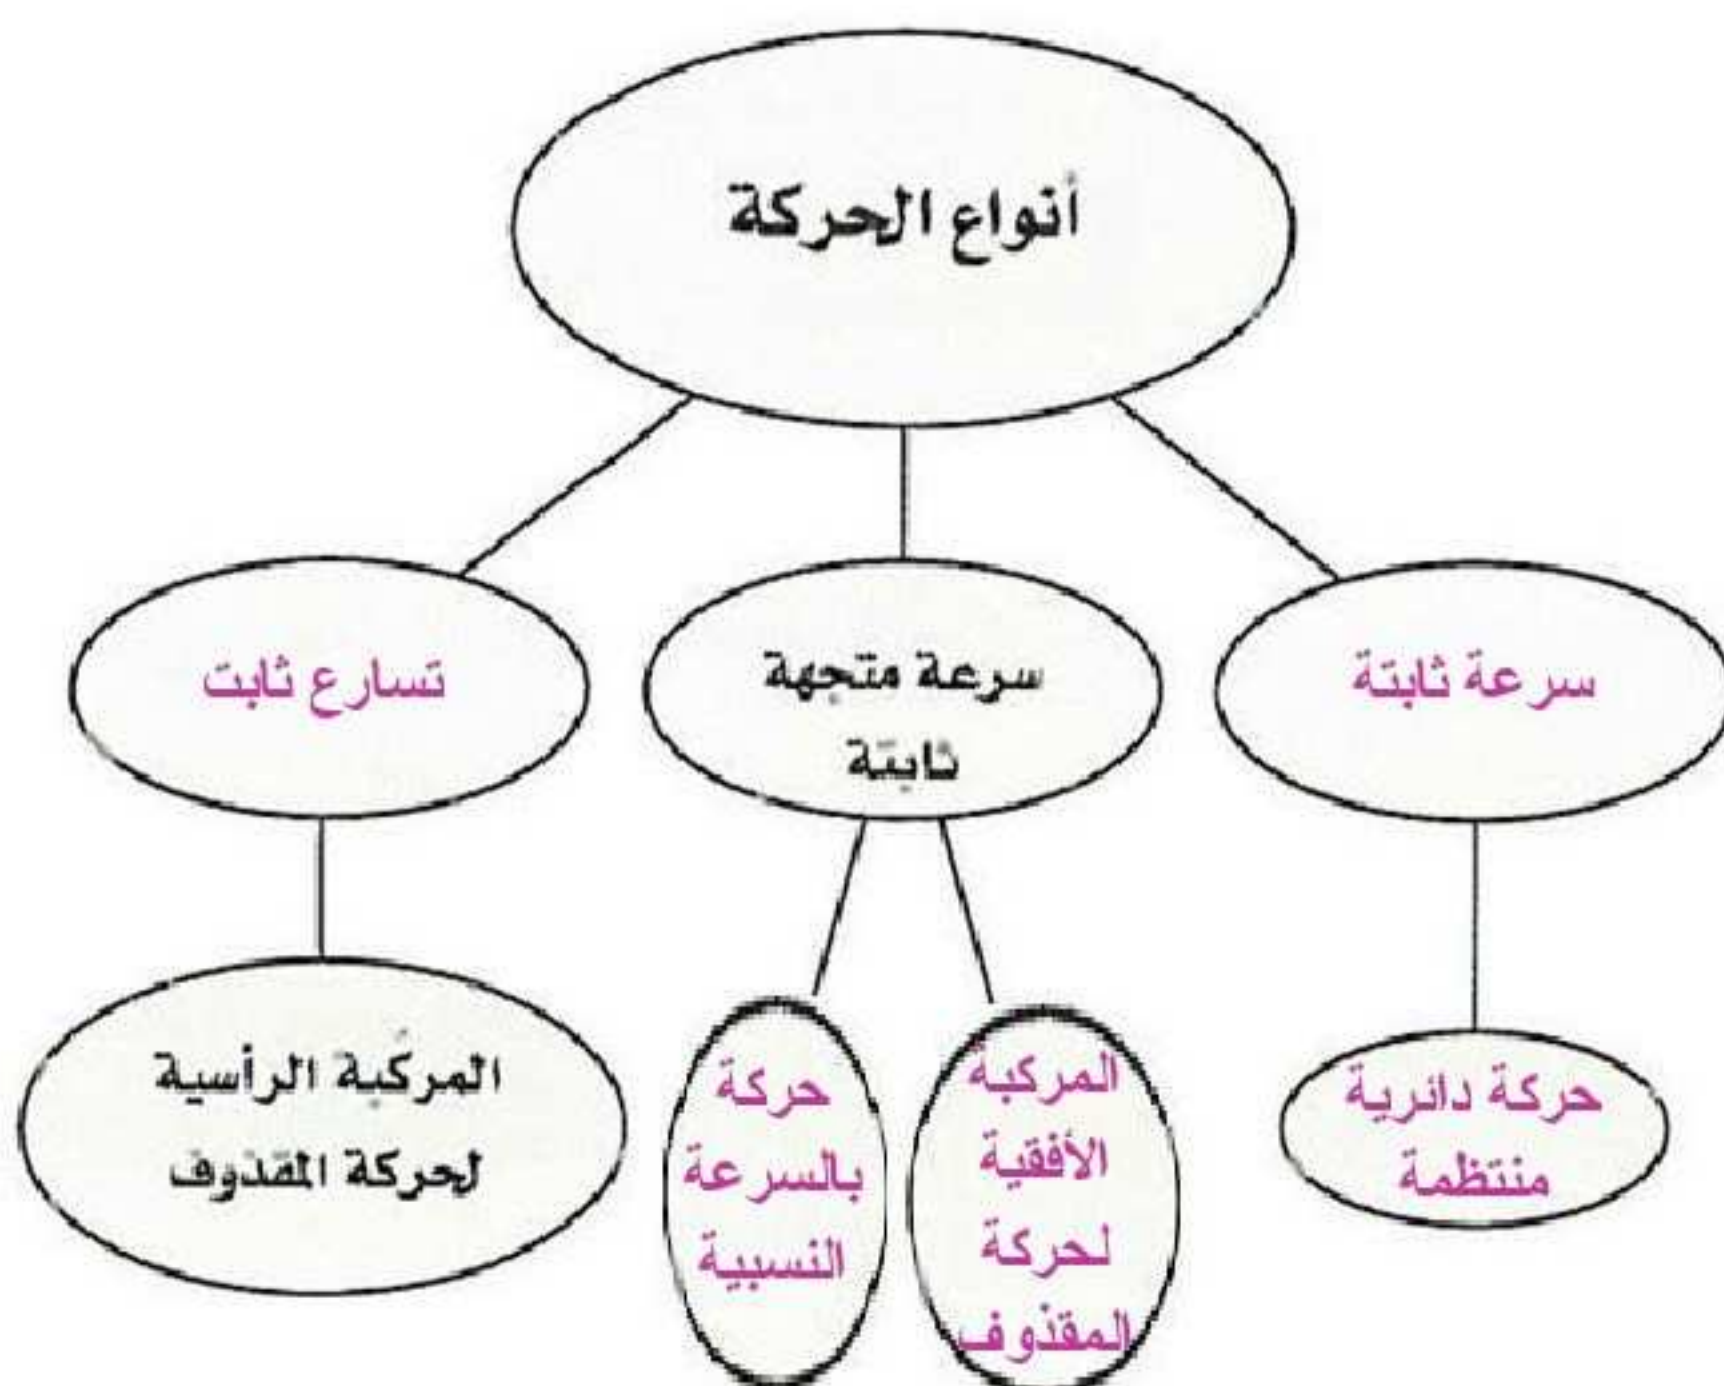 أنواع الحركة
سرعة ثابتة
سرعة متجهة
ثابتة
تسارع ثابت
حركة دائرية
منتظمة
المركبة
الأفقية
لحركة
المقذوف
حركة
بالسرعة
النسبية
المركبة الرأسية
لحركة المقذوف